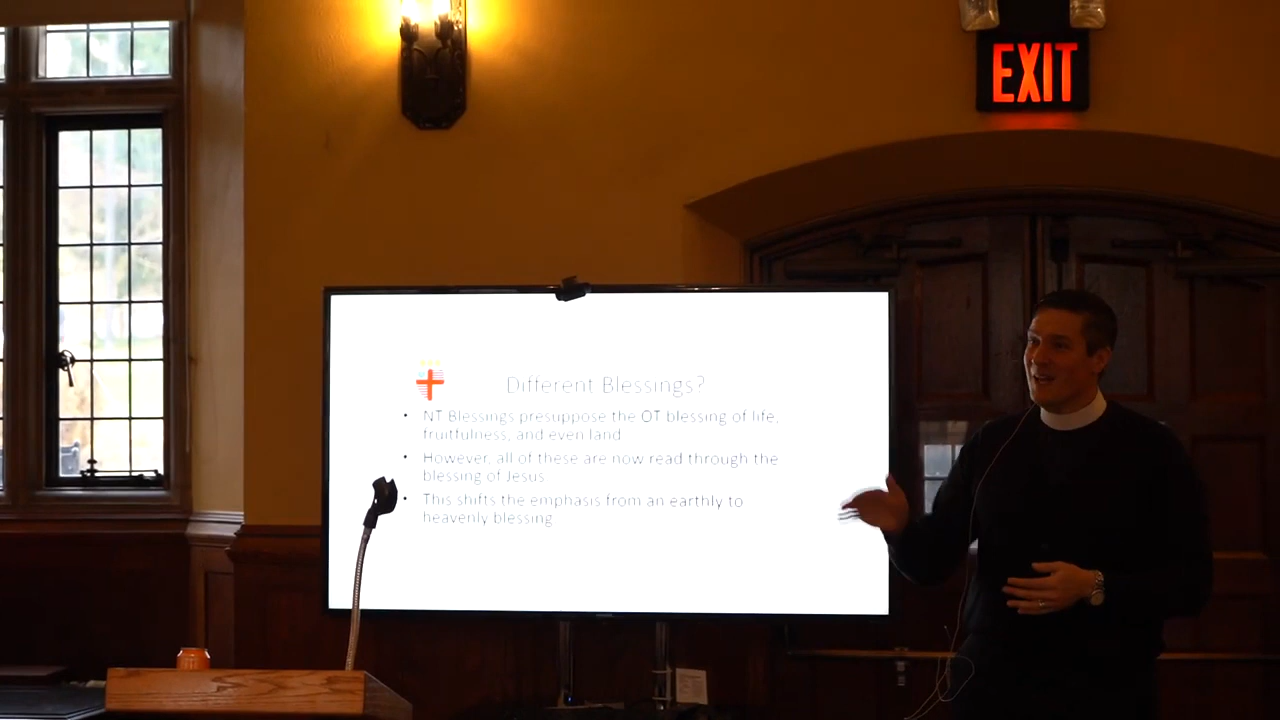 EXIT
Different Blessings?
• NT Blessings presuppose the OT blessing of life,
fruitfulness, and even land
• However, all of these are now read through the
blessing of Jesus
• This shifts the emphasis from an earthly to
heavenly blessing